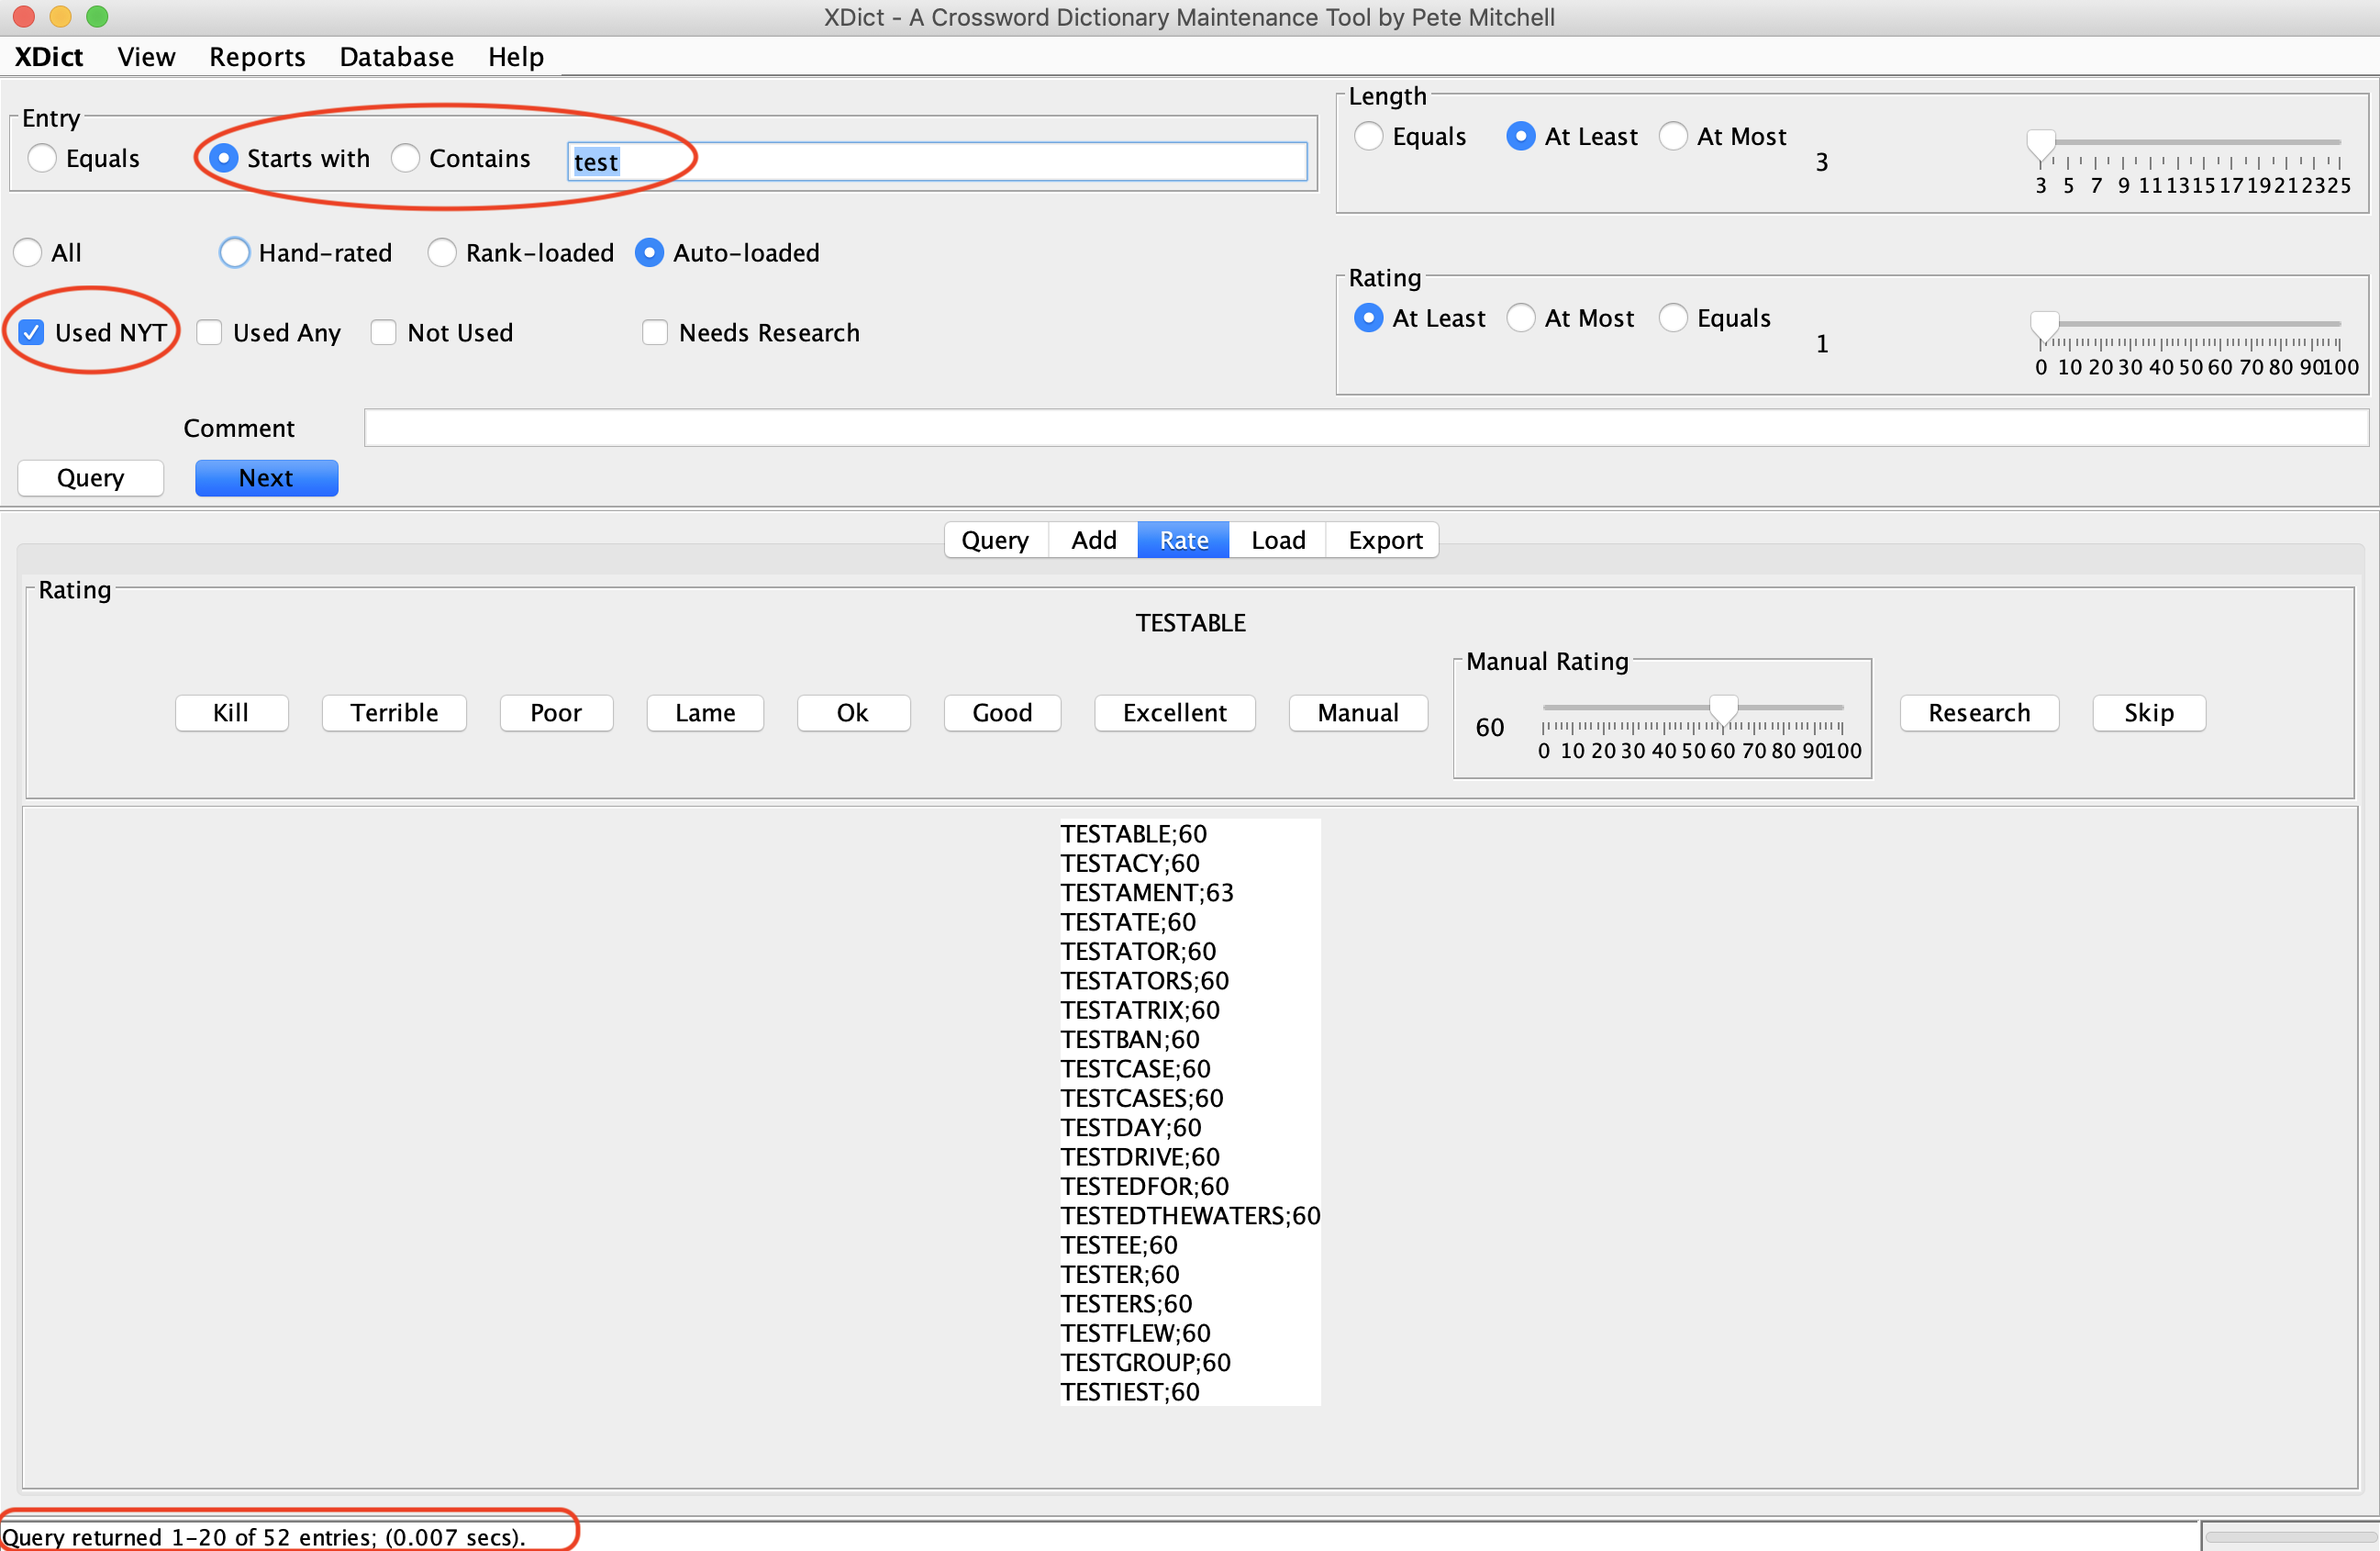 XDict - A Crossword Dictionary Maintenance Tool by Pete Mitchell
XDict View Reports Database Help
Entry
Equals Starts with Contains test
Length
Equals At Least At Most 3
3 5 7 9 11 13 15 17 19 21 23 25
All Hand-rated Rank-loaded Auto-loaded
Used NYT Used Any Not Used Needs Research
Rating
At Least At Most Equals 1
0 10 20 30 40 50 60 70 80 90 100
Comment
Query Next
Query Add Rate Load Export
Rating
TESTABLE
Kill Terrible Poor Lame Ok Good Excellent Manual
Manual Rating
60
0 10 20 30 40 50 60 70 80 90 100
Research Skip
TESTABLE;60
TESTACY;60
TESTAMENT;63
TESTATE;60
TESTATOR;60
TESTATORS;60
TESTATRIX;60
TESTBAN;60
TESTCASE;60
TESTCASES;60
TESTDAY;60
TESTDRIVE;60
TESTEDFOR;60
TESTEDTHEWATERS;60
TESTEE;60
TESTER;60
TESTERS;60
TESTFLEW;60
TESTGROUP;60
TESTIEST;60
Query returned 1-20 of 52 entries; (0.007 secs).